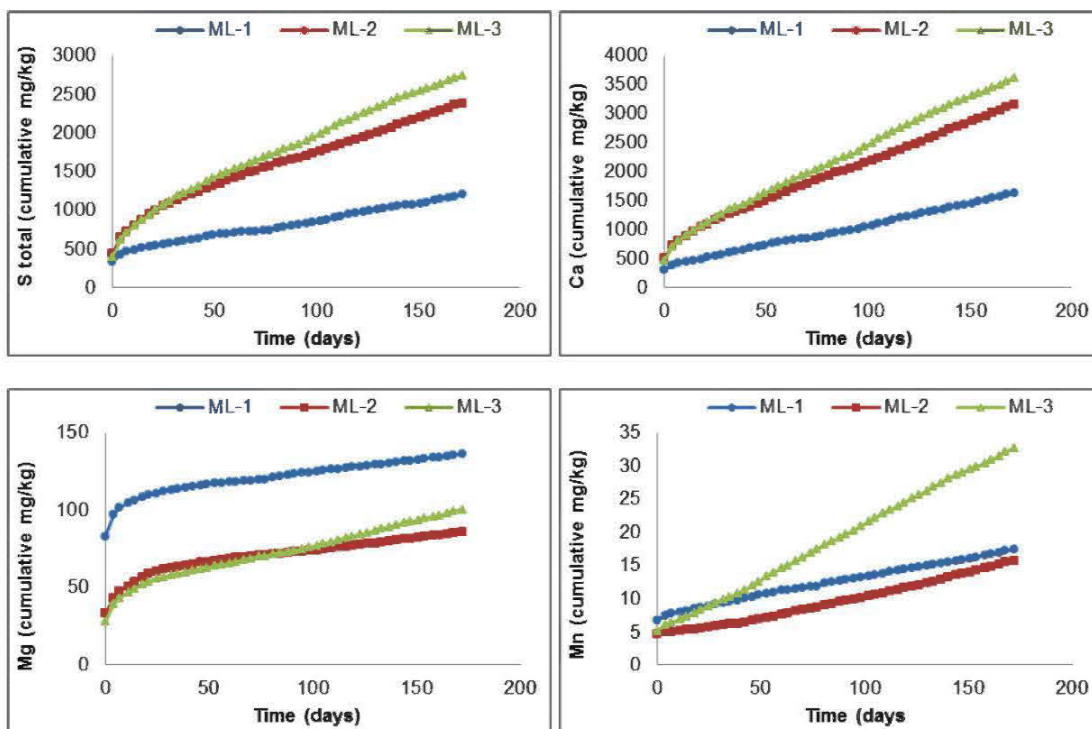 ML-1 ML-2 ML-3
S total (cumulative mg/kg)
3000
2500
2000
1500
1000
500
0
0 50 100 150 200
Time (days)
ML-1 ML-2 ML-3
Ca (cumulative mg/kg)
4000
3500
3000
2500
2000
1500
1000
500
0
0 50 100 150 200
Time (days)
ML-1 ML-2 ML-3
Mg (cumulative mg/kg)
150
100
50
0
0 50 100 150 200
Time (days)
ML-1 ML-2 ML-3
Mn (cumulative mg/kg)
35
30
25
20
15
10
5
0
0 50 100 150 200
Time (days